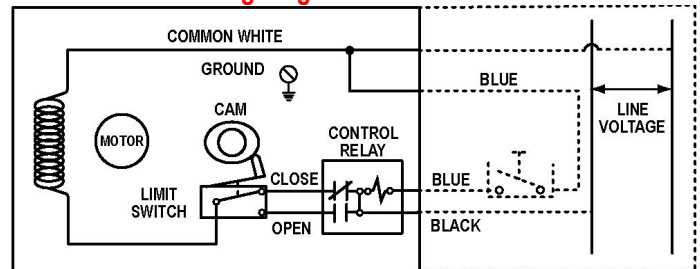 COMMON WHITE
GROUND
BLUE
CAM
LINE
VOLTAGE
MOTOR
CONTROL
RELAY
CLOSE
BLUE
LIMIT
SWITCH
OPEN
BLACK